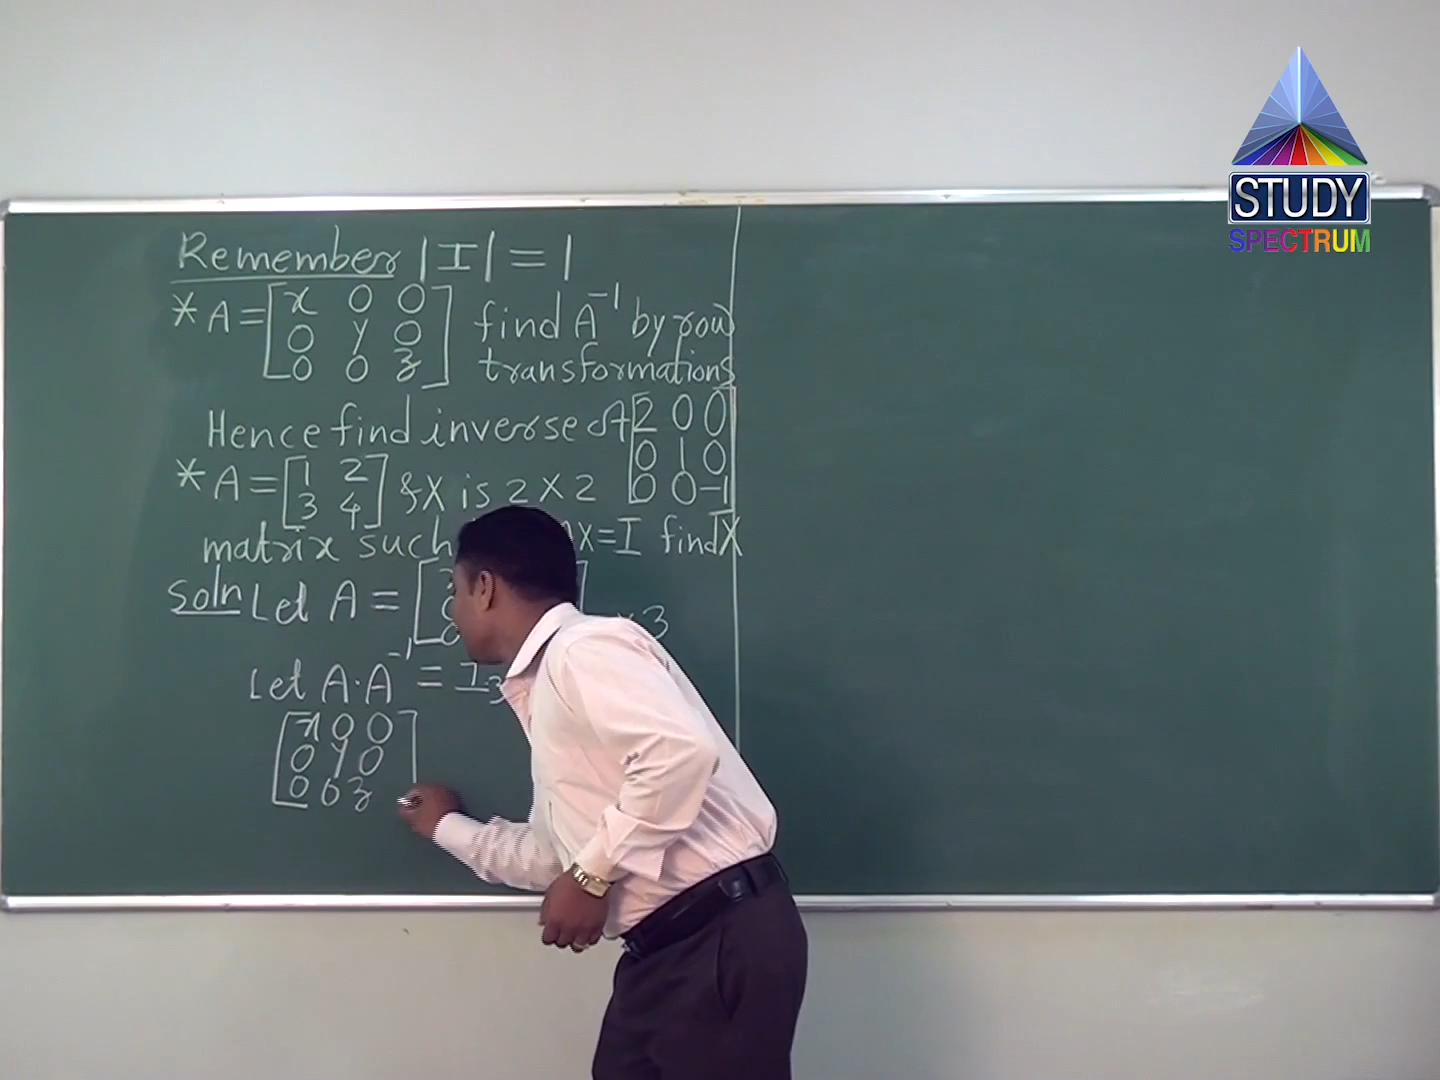 STUDY
SPECTRUM
Remember |I| = 1
* A = [x 0 0 find A⁻¹ by row
0 y 0
0 0 z] transformations
Hence find inverse of [2 0 0
0 1 0
0 0 -1]
* A = [1 2
3 4] & X is 2 × 2
matrix such X = I find X
Soln Let A =
× 3
Let A · A⁻¹ = I₃
[x 0 0
0 y 0
0 0 z